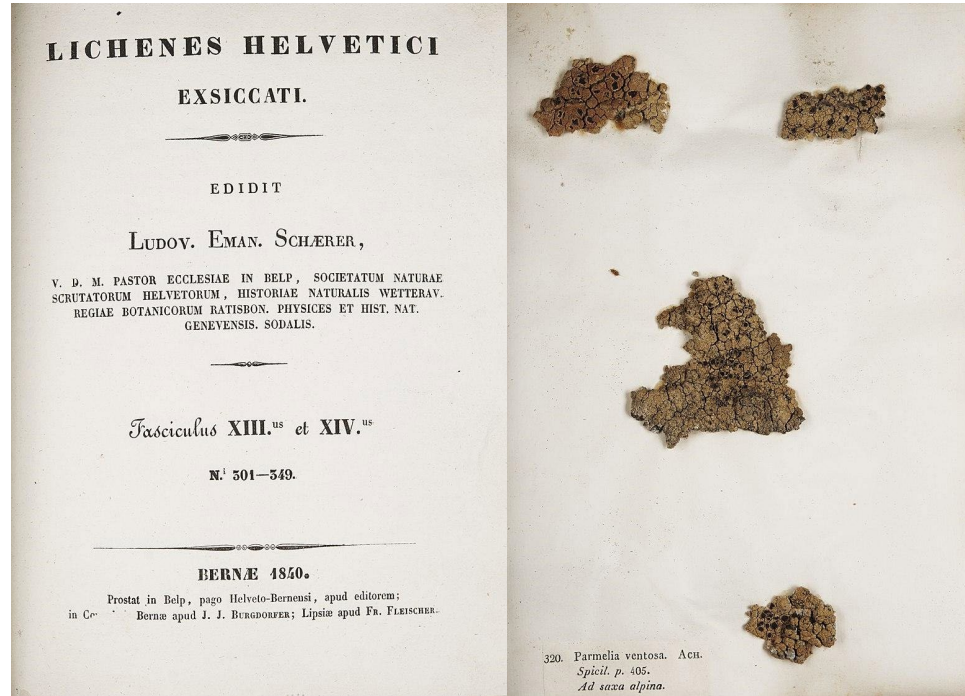 LICHENES HELVETICI
EXSICCATI.
EDIDIT
LUDOV. EMAN. SCHÆRER,
V. D. M. PASTOR ECCLESIAE IN BELP, SOCIETATUM NATURAE
SCRUTATORUM HELVETORUM, HISTORIAE NATURALIS WETTERAV.
REGIAE BOTANICORUM RATISBON. PHYSICES ET HIST. NAT.
GENEVENSIS. SODALIS.
Fasciculus XIII.us et XIV.us
N.i 301—349.
BERNÆ 1840.
Prostat in Belp, pago Helveto-Bernensi, apud editorem;
in Bernæ apud J. J. BURGDORFER; Lipsiæ apud FR. FLEISCHER.
320. Parmelia ventosa. ACH.
Spicil. p. 405.
Ad saxa alpina.